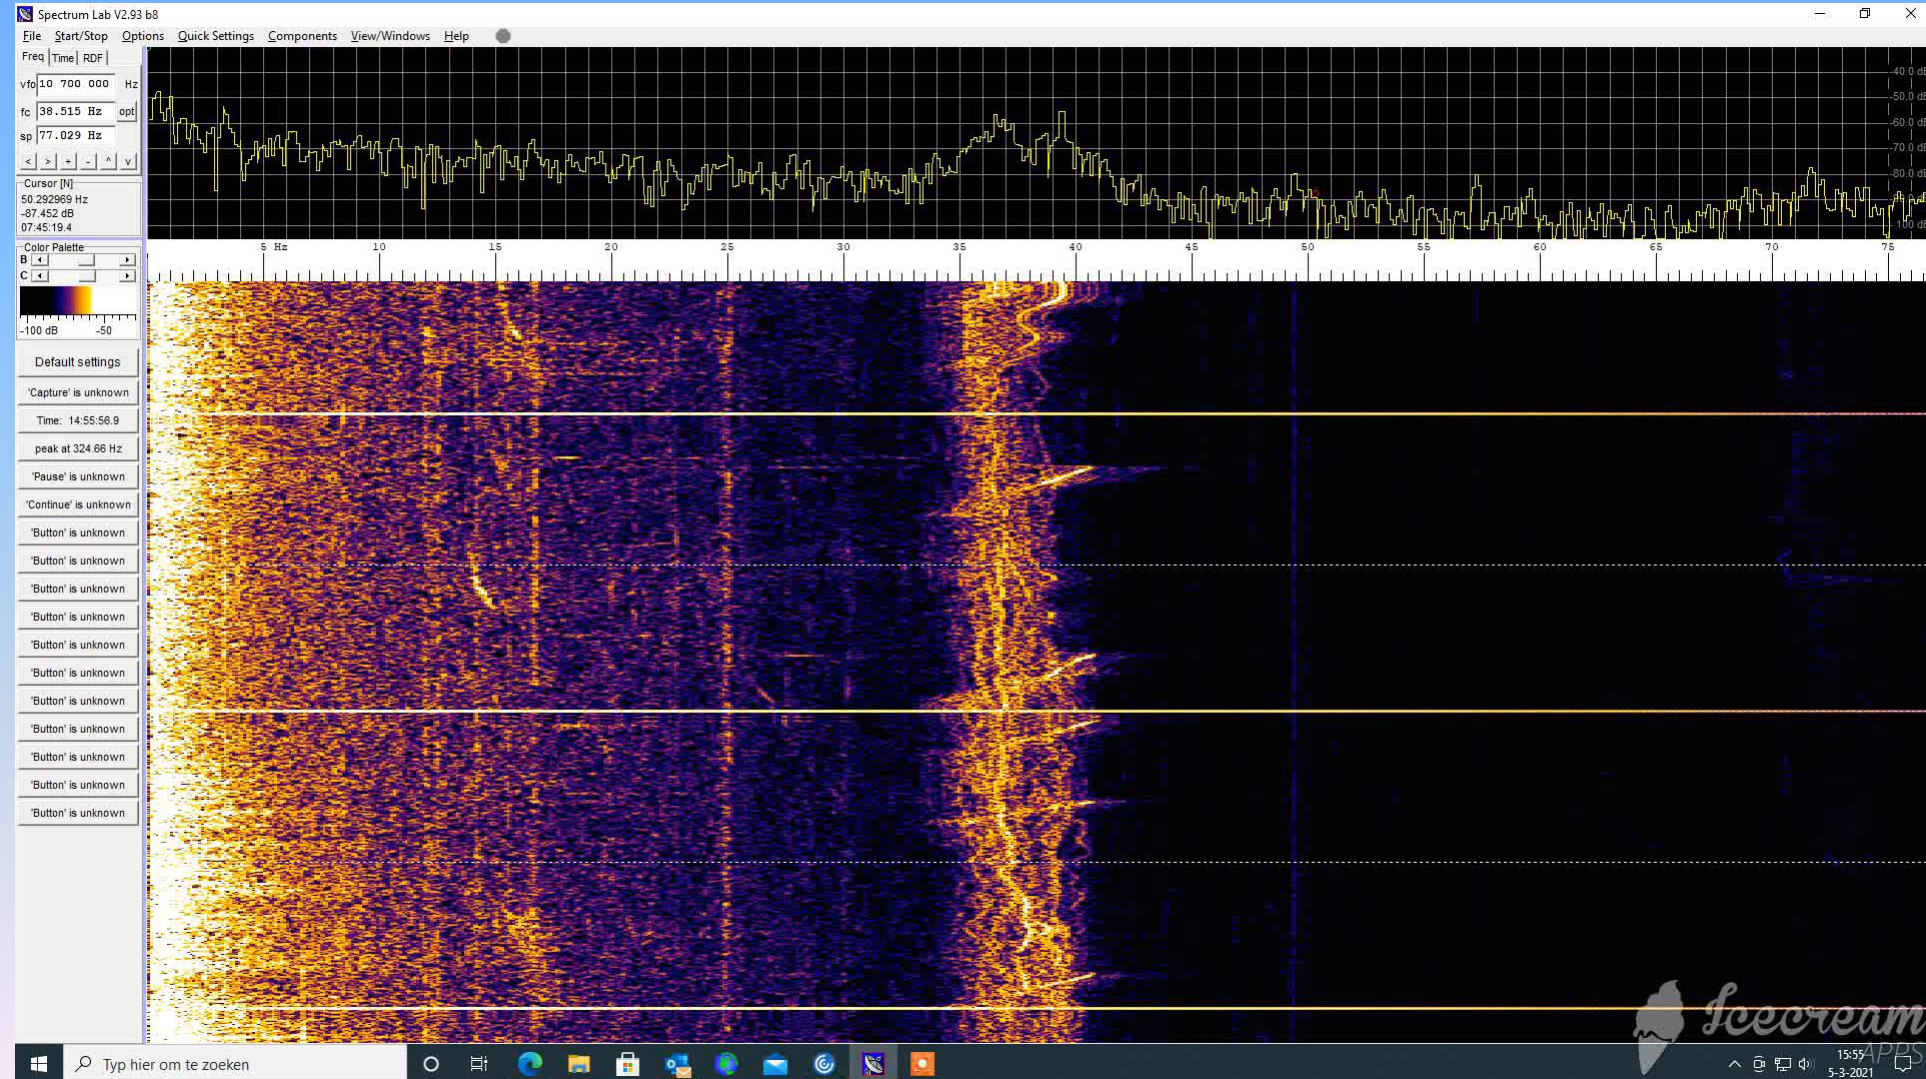 Spectrum Lab V2.93 b8
File Start/Stop Options Quick Settings Components View/Windows Help
Freq Time RDF
vfo 10 700 000 Hz
fc 38.515 Hz opt
sp 77.029 Hz
< > + - ^ v
Cursor [N]
50.292969 Hz
-87.452 dB
07:45:19.4
Color Palette
B
C
-100 dB -50
Default settings
'Capture' is unknown
Time: 14:55:56.9
peak at 324.66 Hz
'Pause' is unknown
'Continue' is unknown
'Button' is unknown
'Button' is unknown
'Button' is unknown
'Button' is unknown
'Button' is unknown
'Button' is unknown
'Button' is unknown
'Button' is unknown
'Button' is unknown
'Button' is unknown
'Button' is unknown
-40.0 d
-50.0 d
-60.0 d
-70.0 d
-80.0 d
-90.0 d
100 d
5 Hz 10 15 20 25 30 35 40 45 50 55 60 65 70 75
Icecream
APPS
Typ hier om te zoeken
15:55
5-3-2021